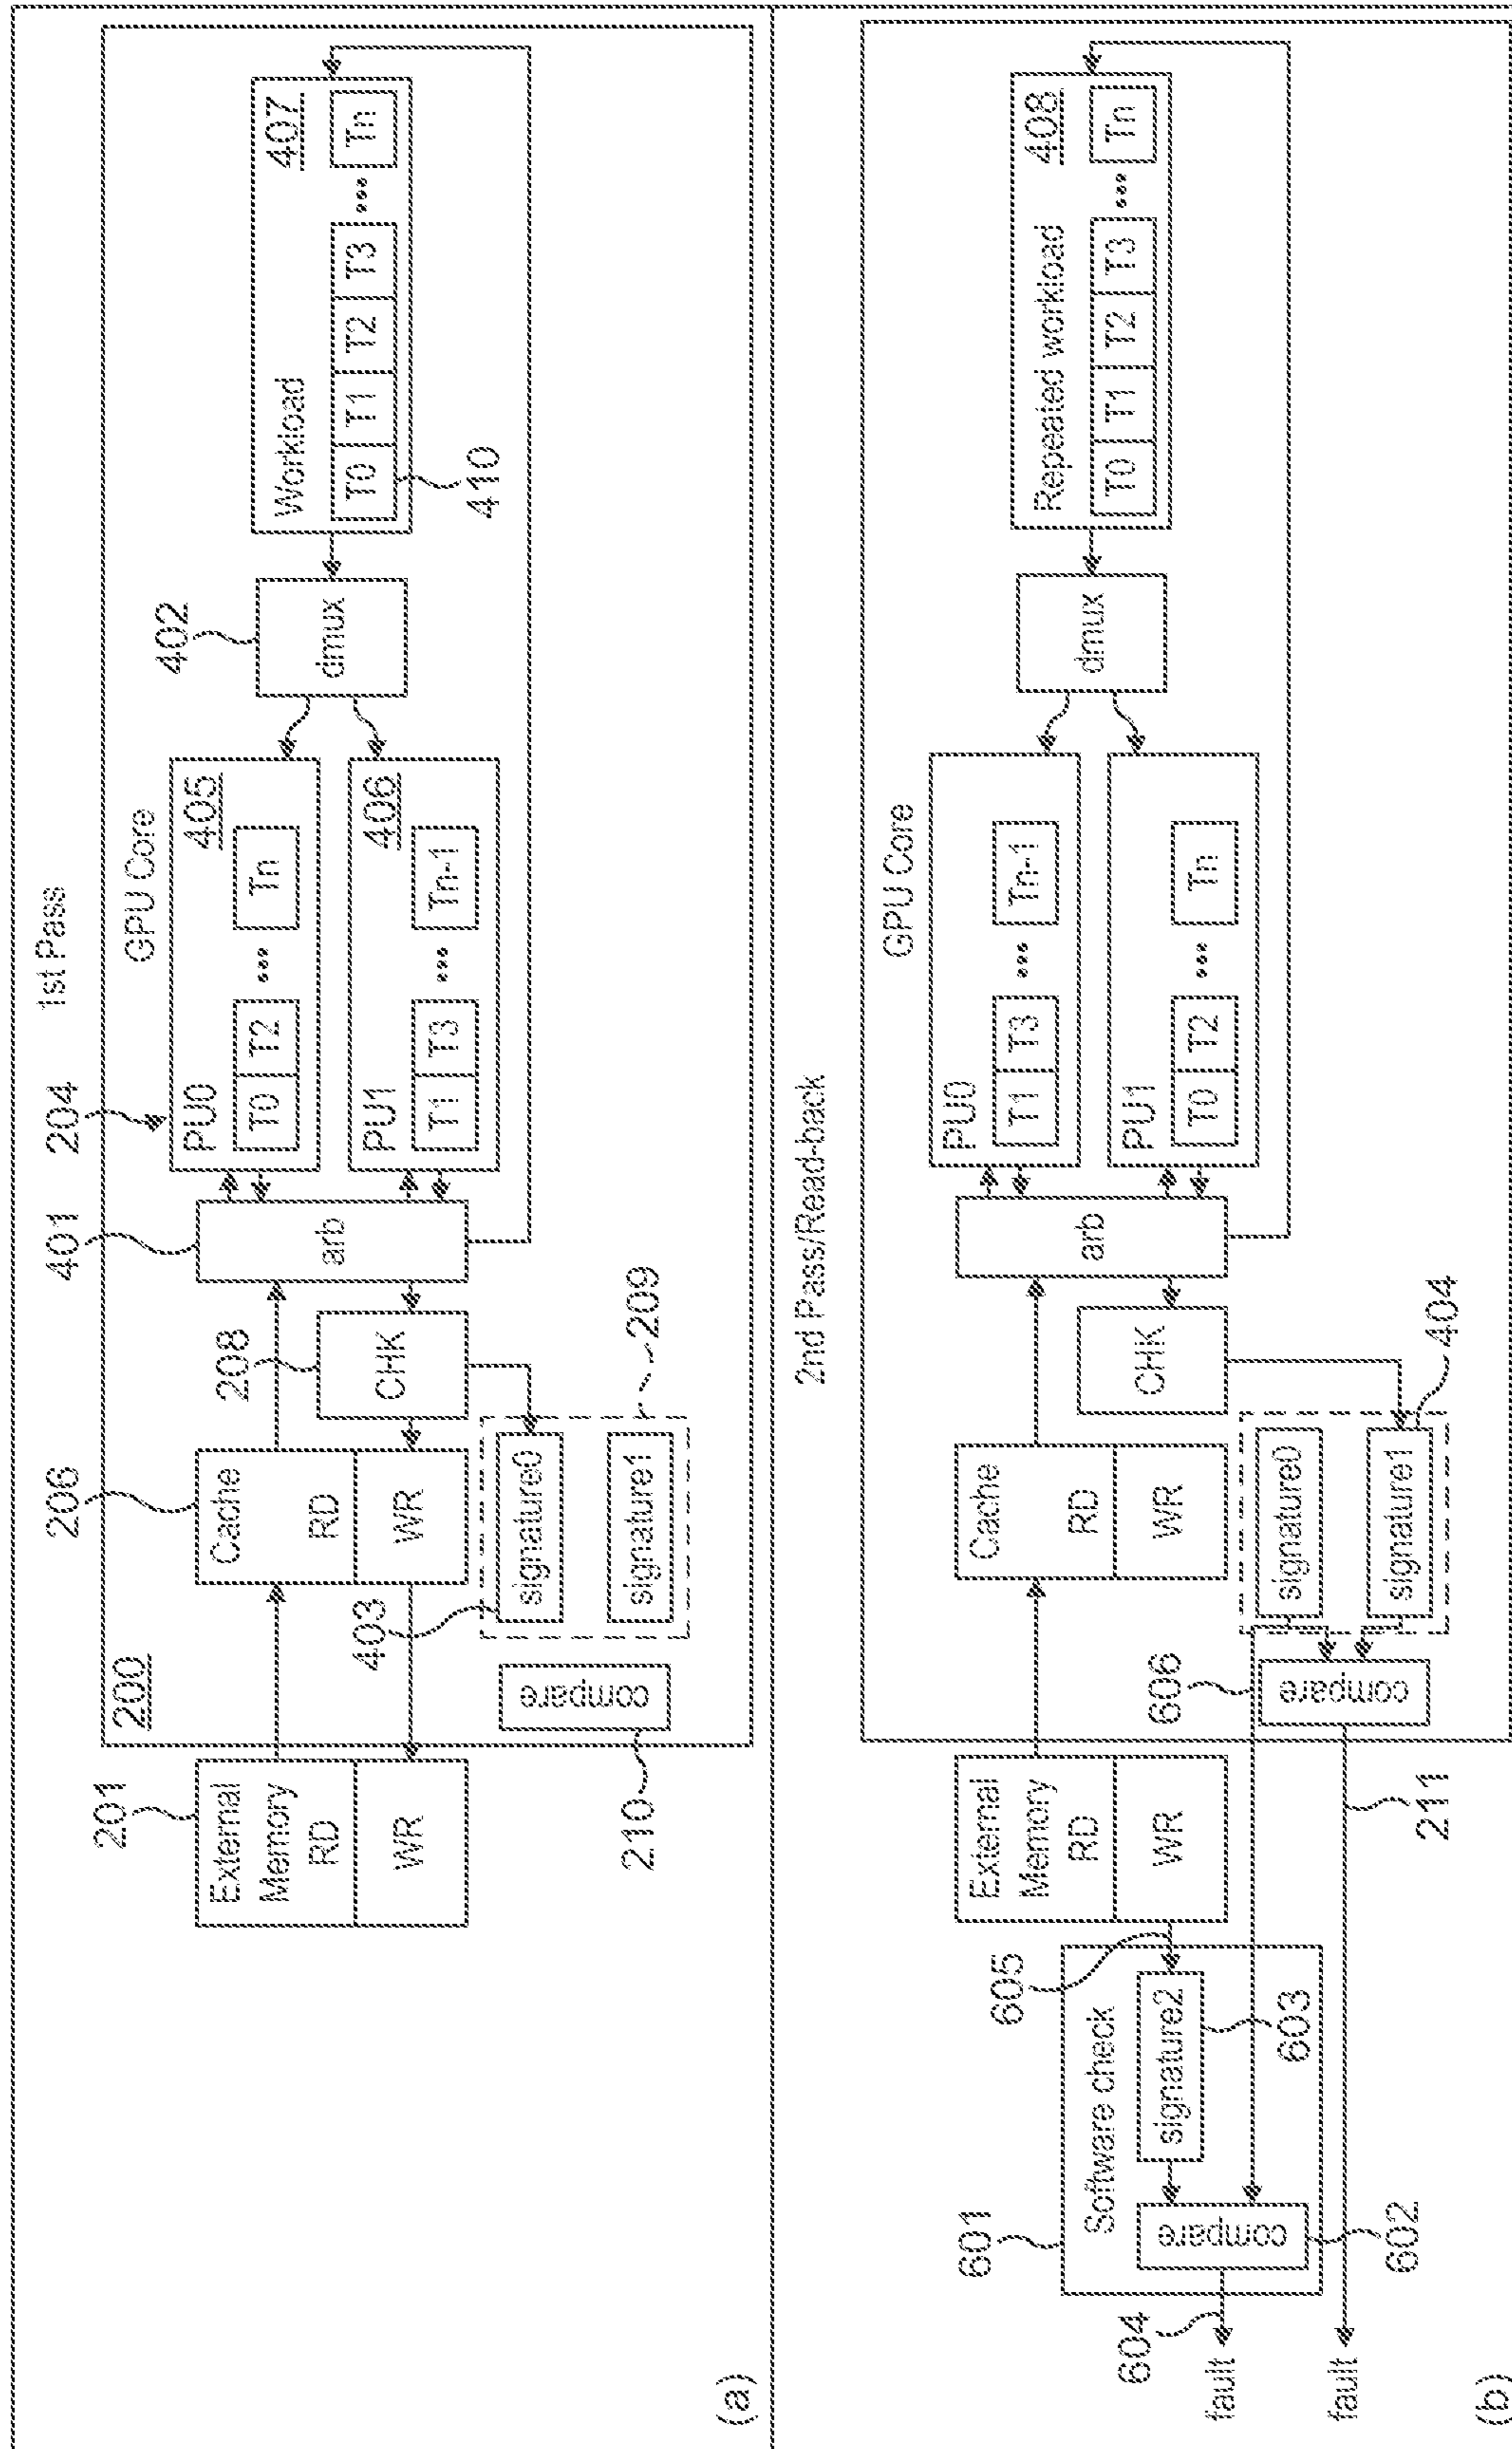 1st Pass
204
401
206
208
201
200
GPU Core
402
External
Memory
RD
WR
Cache
RD
WR
arb
CHK
PU0
405
T0 T2 ... Tn
PU1
406
T1 T3 ... Tn-1
dmux
Workload
407
T0 T1 T2 T3 ... Tn
410
403
signature0
signature1
209
compare
210
(a)
2nd Pass/Read-back
GPU Core
External
Memory
RD
WR
Cache
RD
WR
arb
CHK
PU0
T1 T3 ... Tn-1
PU1
T0 T2 ... Tn
dmux
Repeated workload
408
T0 T1 T2 T3 ... Tn
601
Software check
605
signature2
603
compare
602
604
fault
606
signature0
signature1
404
compare
211
fault
(b)